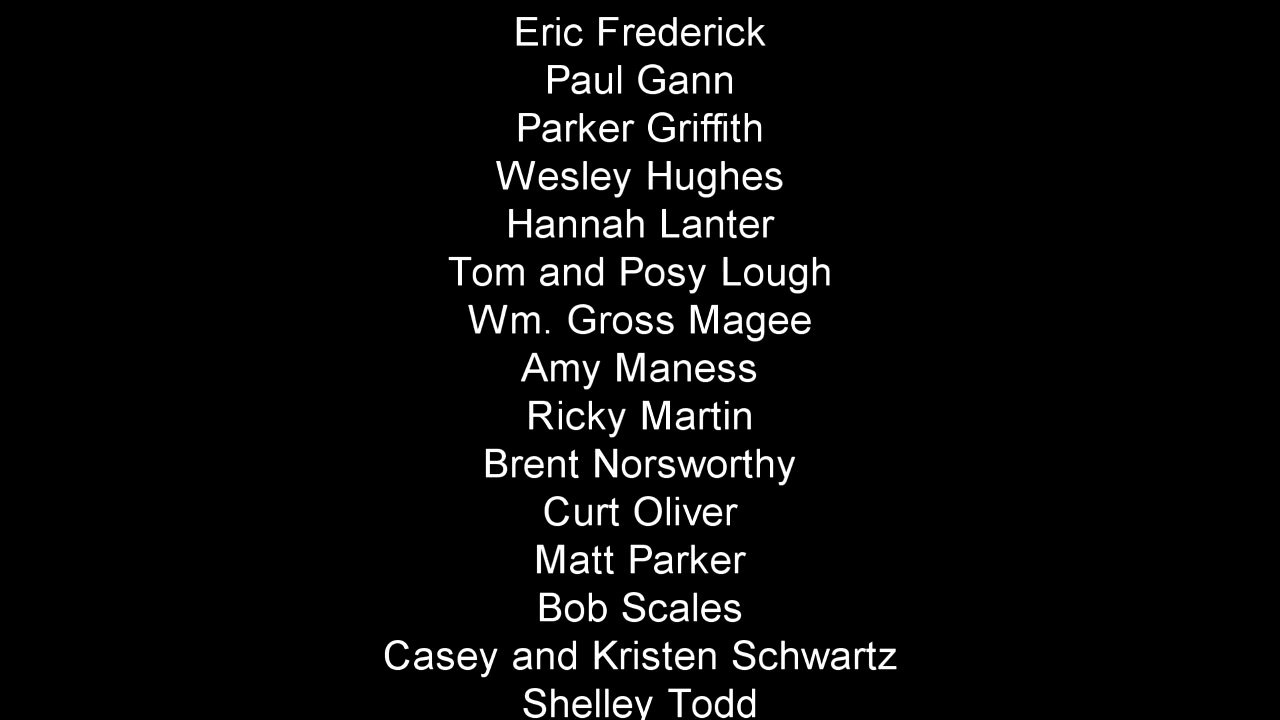 Eric Frederick
Paul Gann
Parker Griffith
Wesley Hughes
Hannah Lanter
Tom and Posy Lough
Wm. Gross Magee
Amy Maness
Ricky Martin
Brent Norsworthy
Curt Oliver
Matt Parker
Bob Scales
Casey and Kristen Schwartz
Shelley Todd